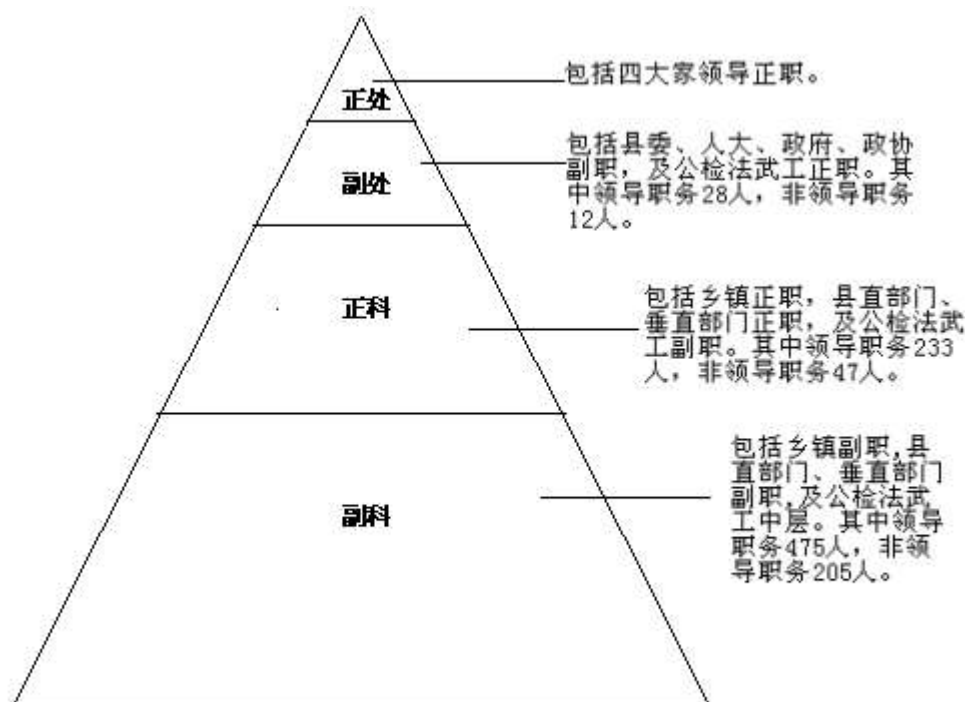 正处
包括四大家领导正职。
副处
包括县委、人大、政府、政协
副职，及公检法武工正职。其
中领导职务28人，非领导职务
12人。
正科
包括乡镇正职，县直部门、
垂直部门正职，及公检法武
工副职。其中领导职务233
人，非领导职务47人。
副科
包括乡镇副职,县
直部门、垂直部门
副职,及公检法武
工中层。其中领导
职务475人，非领
导职务205人。